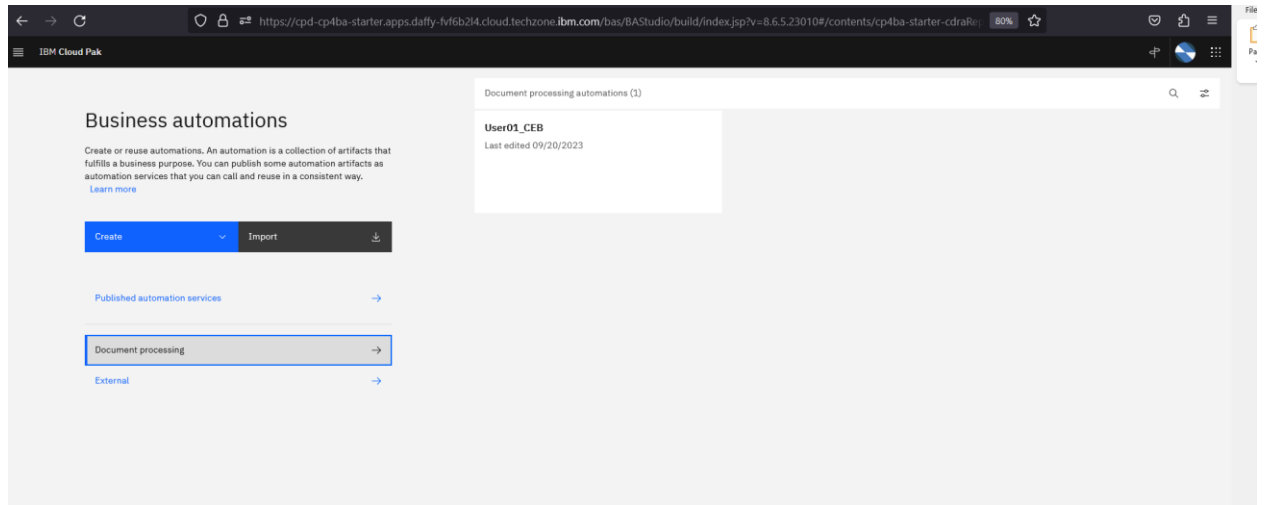 https://cpd-cp4ba-starter.apps.daffy-fvf6b2l4.cloud.techzone.ibm.com/bas/BAStudio/build/index.jsp?v=8.6.5.23010#/contents/cp4ba-starter-cdraRe
80%
File
IBM Cloud Pak
Pa
Document processing automations (1)
Business automations
User01_CEB
Last edited 09/20/2023
Create or reuse automations. An automation is a collection of artifacts that
fulfills a business purpose. You can publish some automation artifacts as
automation services that you can call and reuse in a consistent way.
Learn more
Create
Import
Published automation services
Document processing
External